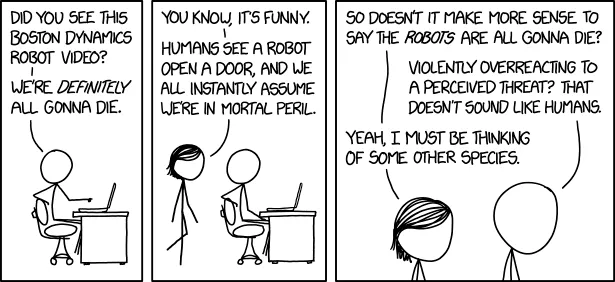 DID YOU SEE THIS
BOSTON DYNAMICS
ROBOT VIDEO?
WE'RE DEFINITELY
ALL GONNA DIE.
YOU KNOW, IT'S FUNNY.
HUMANS SEE A ROBOT
OPEN A DOOR, AND WE
ALL INSTANTLY ASSUME
WE'RE IN MORTAL PERIL.
SO DOESN'T IT MAKE MORE SENSE TO
SAY THE ROBOTS ARE ALL GONNA DIE?
VIOLENTLY OVERREACTING TO
A PERCEIVED THREAT? THAT
DOESN'T SOUND LIKE HUMANS.
YEAH, I MUST BE THINKING
OF SOME OTHER SPECIES.